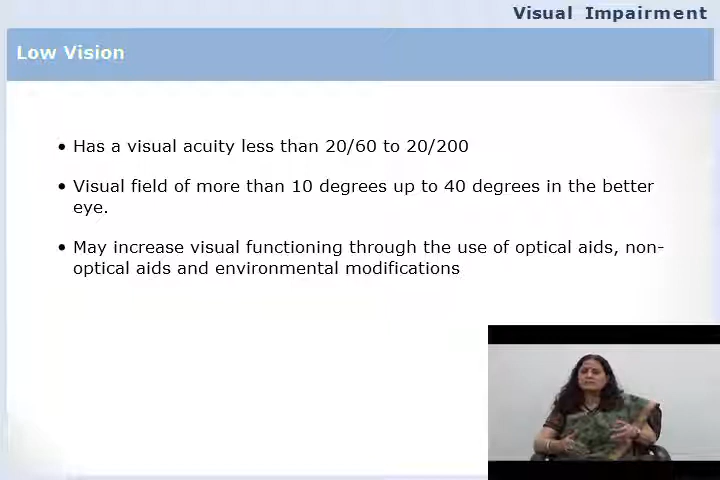 Visual Impairment
Low Vision
• Has a visual acuity less than 20/60 to 20/200
• Visual field of more than 10 degrees up to 40 degrees in the better
eye.
• May increase visual functioning through the use of optical aids, non-
optical aids and environmental modifications